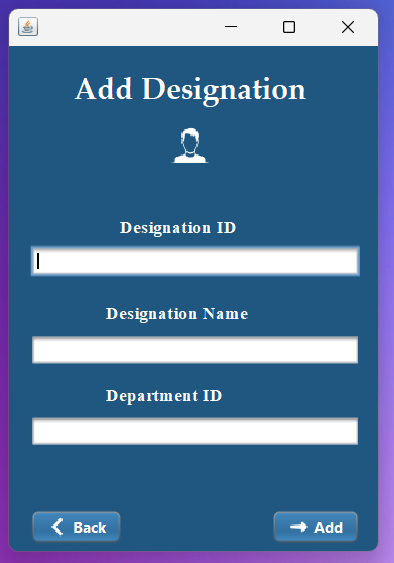 Add Designation
Designation ID
Designation Name
Department ID
Back
Add